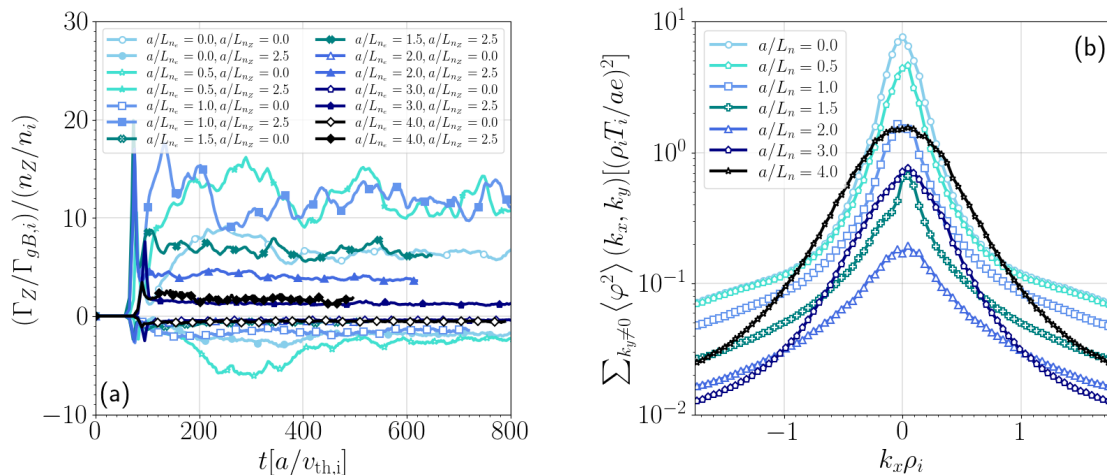 (a)
(Γ_Z/Γ_{gB,i})/(n_Z/n_i)
30
20
10
0
−10
a/L_{n_e} = 0.0, a/L_{n_Z} = 0.0
a/L_{n_e} = 0.0, a/L_{n_Z} = 2.5
a/L_{n_e} = 0.5, a/L_{n_Z} = 0.0
a/L_{n_e} = 0.5, a/L_{n_Z} = 2.5
a/L_{n_e} = 1.0, a/L_{n_Z} = 0.0
a/L_{n_e} = 1.0, a/L_{n_Z} = 2.5
a/L_{n_e} = 1.5, a/L_{n_Z} = 0.0
a/L_{n_e} = 1.5, a/L_{n_Z} = 2.5
a/L_{n_e} = 2.0, a/L_{n_Z} = 0.0
a/L_{n_e} = 2.0, a/L_{n_Z} = 2.5
a/L_{n_e} = 3.0, a/L_{n_Z} = 0.0
a/L_{n_e} = 3.0, a/L_{n_Z} = 2.5
a/L_{n_e} = 4.0, a/L_{n_Z} = 0.0
a/L_{n_e} = 4.0, a/L_{n_Z} = 2.5
0 200 400 600 800
t[a/v_{th,i}]
(b)
∑_{k_y≠0} ⟨φ²⟩ (k_x, k_y)[(ρ_iT_i/ae)²]
10¹
10⁰
10⁻¹
10⁻²
a/L_n = 0.0
a/L_n = 0.5
a/L_n = 1.0
a/L_n = 1.5
a/L_n = 2.0
a/L_n = 3.0
a/L_n = 4.0
−1 0 1
k_xρ_i